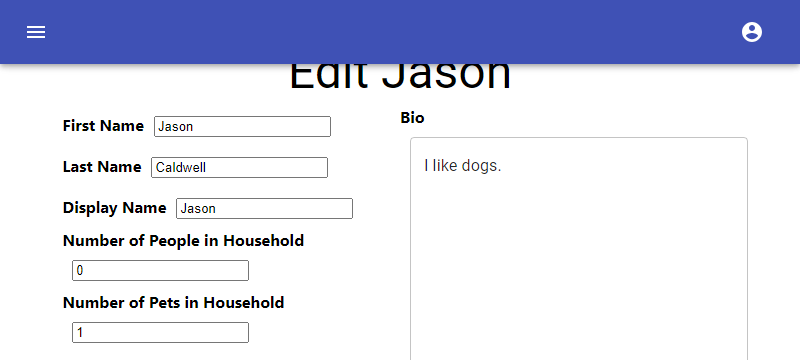 Edit Jason
First Name Jason
Last Name Caldwell
Display Name Jason
Number of People in Household
0
Number of Pets in Household
1
Bio
I like dogs.